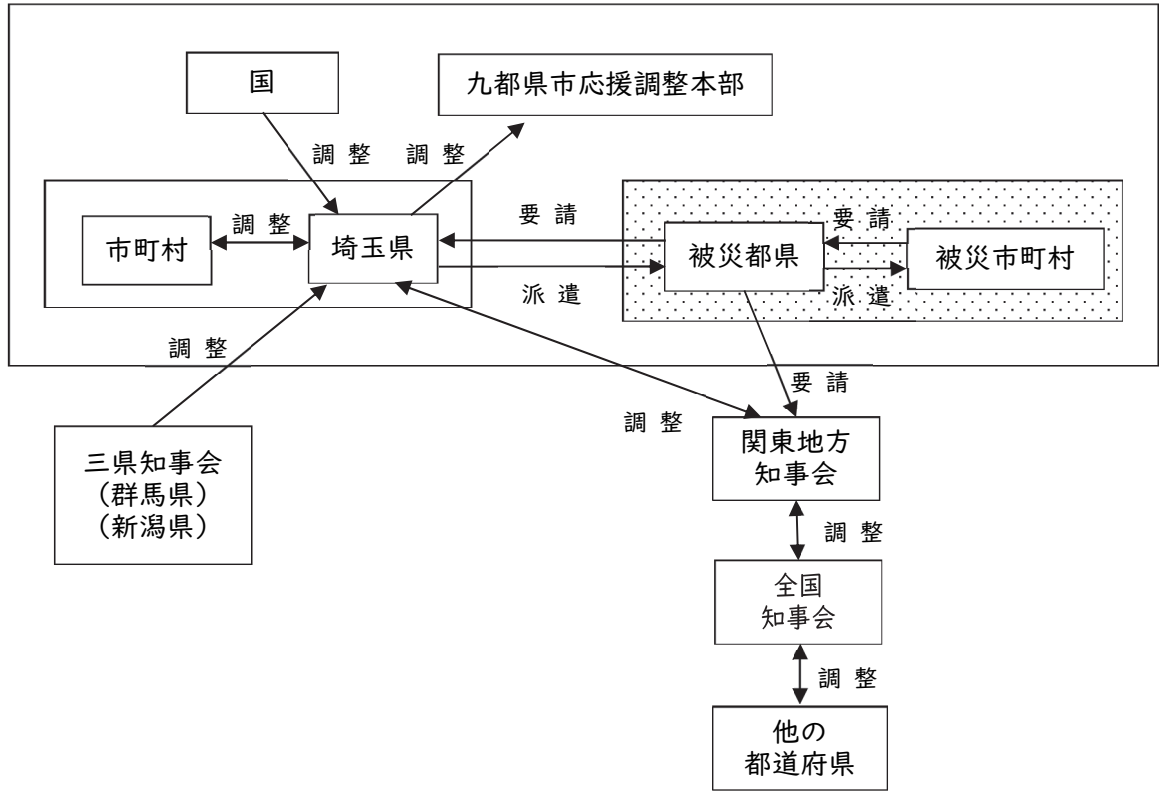 国
九都県市応援調整本部
調整
調整
市町村
調整
埼玉県
要請
派遣
被災都県
要請
派遣
被災市町村
調整
要請
調整
三県知事会
(群馬県)
(新潟県)
関東地方
知事会
調整
全国
知事会
調整
他の
都道府県